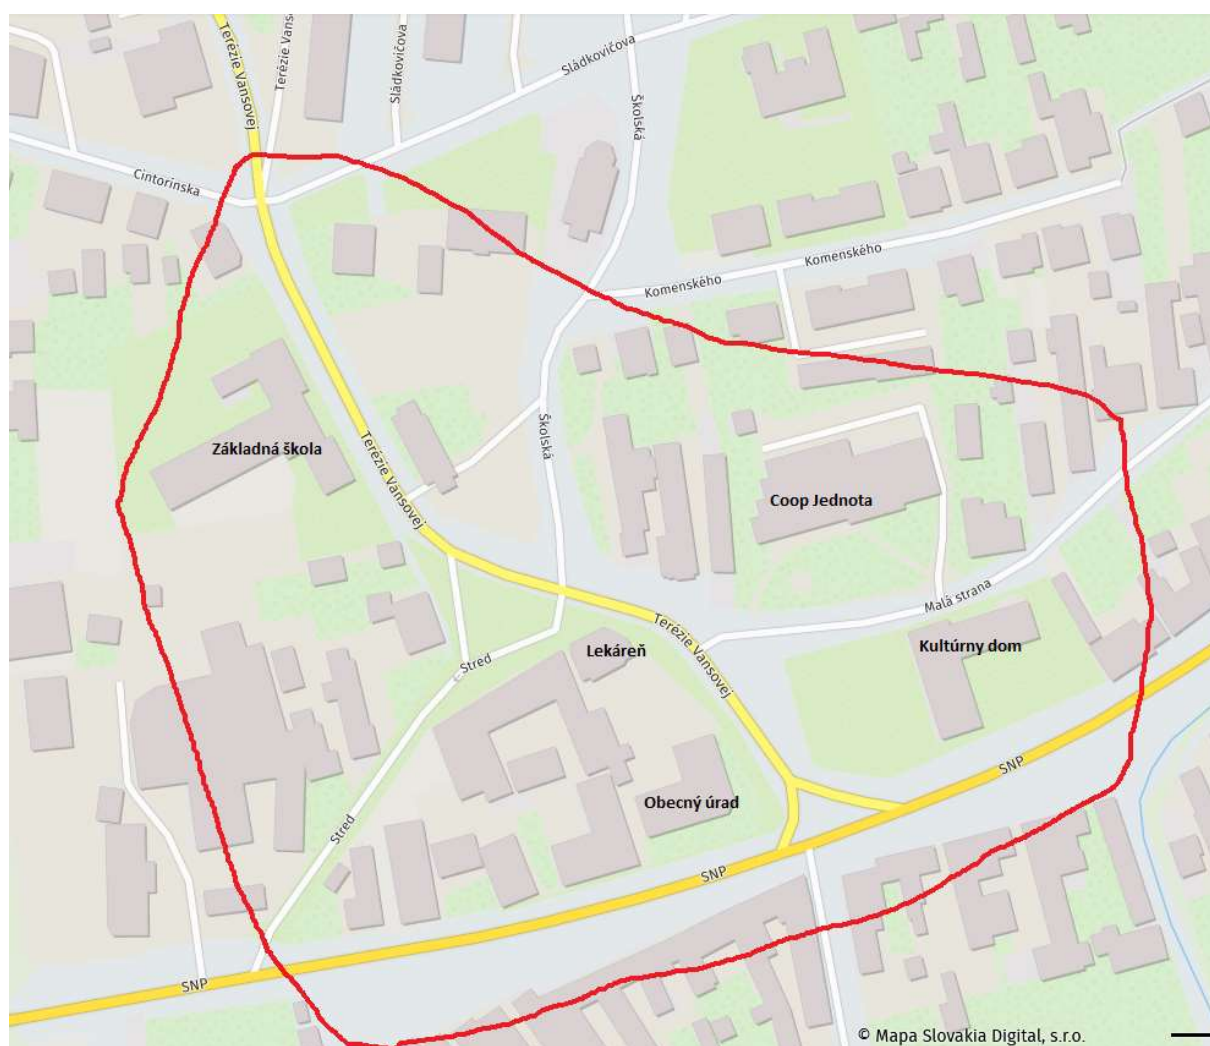 Terézie Vansovej
Terézie Vans
Sládkovičova
Sládkovičova
Školská
Cintorínska
Komenského
Komenského
Základná škola
Terézie Vansovej
Školská
Coop Jednota
Malá strana
Terézie Vansovej
Lekáreň
Kultúrny dom
Stred
SNP
Obecný úrad
Stred
SNP
SNP
© Mapa Slovakia Digital, s.r.o.